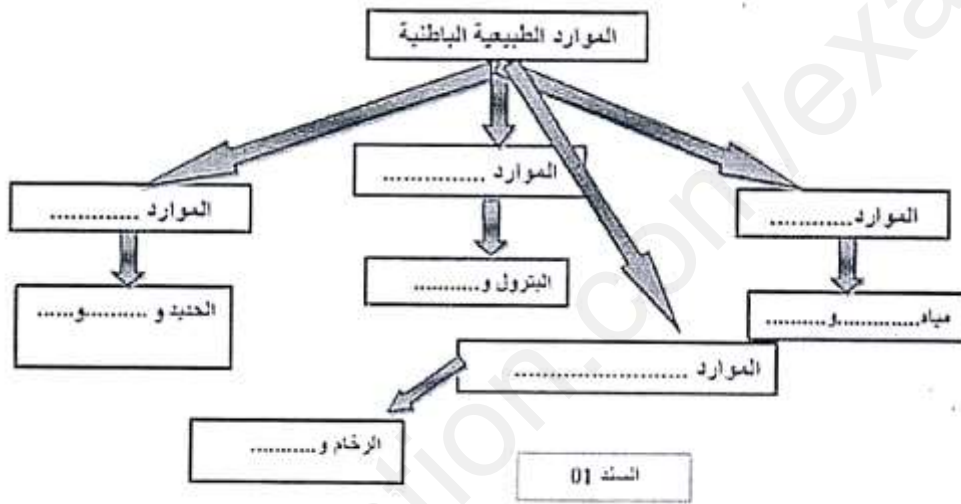 الموارد الطبيعية الباطنية
الموارد ............
الموارد ..............
الموارد ............
مياه ............و..........
البترول و..........
الحديد و ..........و......
الموارد ........................
الرخام و..........
السند 01